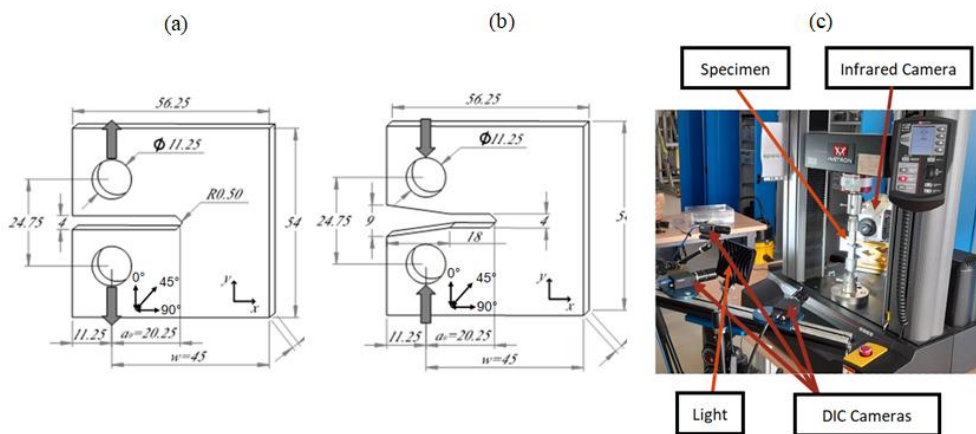 (a)
56.25
Φ 11.25
R0.50
24.75
4
54
0°
45°
90°
y
x
11.25
a₀=20.25
w=45
(b)
56.25
Φ11.25
24.75
9
4
18
0°
45°
90°
y
x
11.25
a₀=20.25
w=45
(c)
Specimen
Infrared Camera
INSTRON
Light
DIC Cameras